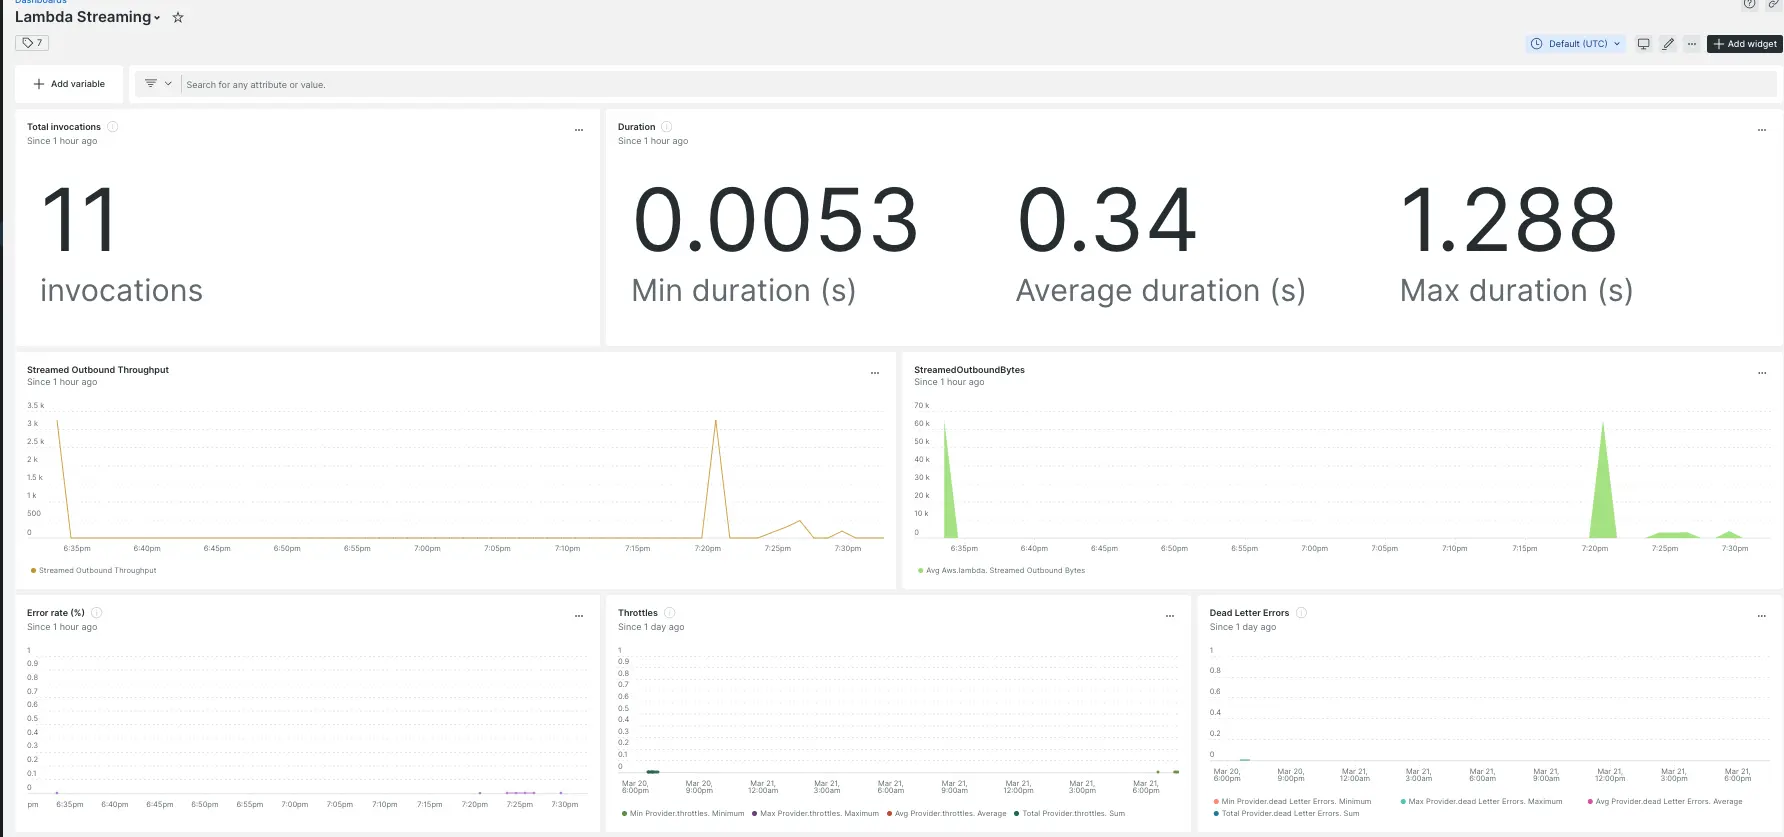 Dashboards
Lambda Streaming
7
Default (UTC)
Add widget
Add variable
Search for any attribute or value.
Total invocations
Since 1 hour ago
11
invocations
Duration
Since 1 hour ago
0.0053 0.34 1.288
Min duration (s) Average duration (s) Max duration (s)
Streamed Outbound Throughput
Since 1 hour ago
3.5 k
3 k
2.5 k
2 k
1.5 k
1 k
500
0
6:35pm 6:40pm 6:45pm 6:50pm 6:55pm 7:00pm 7:05pm 7:10pm 7:15pm 7:20pm 7:25pm 7:30pm
Streamed Outbound Throughput
StreamedOutboundBytes
Since 1 hour ago
70 k
60 k
50 k
40 k
30 k
20 k
10 k
0
6:35pm 6:40pm 6:45pm 6:50pm 6:55pm 7:00pm 7:05pm 7:10pm 7:15pm 7:20pm 7:25pm 7:30pm
Avg Aws.lambda. Streamed Outbound Bytes
Error rate (%)
Since 1 hour ago
1
0.9
0.8
0.7
0.6
0.5
0.4
0.3
0.2
0.1
0
pm 6:35pm 6:40pm 6:45pm 6:50pm 6:55pm 7:00pm 7:05pm 7:10pm 7:15pm 7:20pm 7:25pm 7:30pm
Throttles
Since 1 day ago
1
0.9
0.8
0.7
0.6
0.5
0.4
0.3
0.2
0.1
0
Mar 20, Mar 20, Mar 21, Mar 21, Mar 21, Mar 21, Mar 21, Mar 21, Mar 21,
6:00pm 9:00pm 12:00am 3:00am 6:00am 9:00am 12:00pm 3:00pm 6:00pm
Min Provider.throttles. Minimum Max Provider.throttles. Maximum Avg Provider.throttles. Average Total Provider.throttles. Sum
Dead Letter Errors
Since 1 day ago
1
0.8
0.6
0.4
0.2
0
Mar 20, Mar 20, Mar 21, Mar 21, Mar 21, Mar 21, Mar 21, Mar 21, Mar 21,
6:00pm 9:00pm 12:00am 3:00am 6:00am 9:00am 12:00pm 3:00pm 6:00pm
Min Provider.dead Letter Errors. Minimum Max Provider.dead Letter Errors. Maximum Avg Provider.dead Letter Errors. Average
Total Provider.dead Letter Errors. Sum